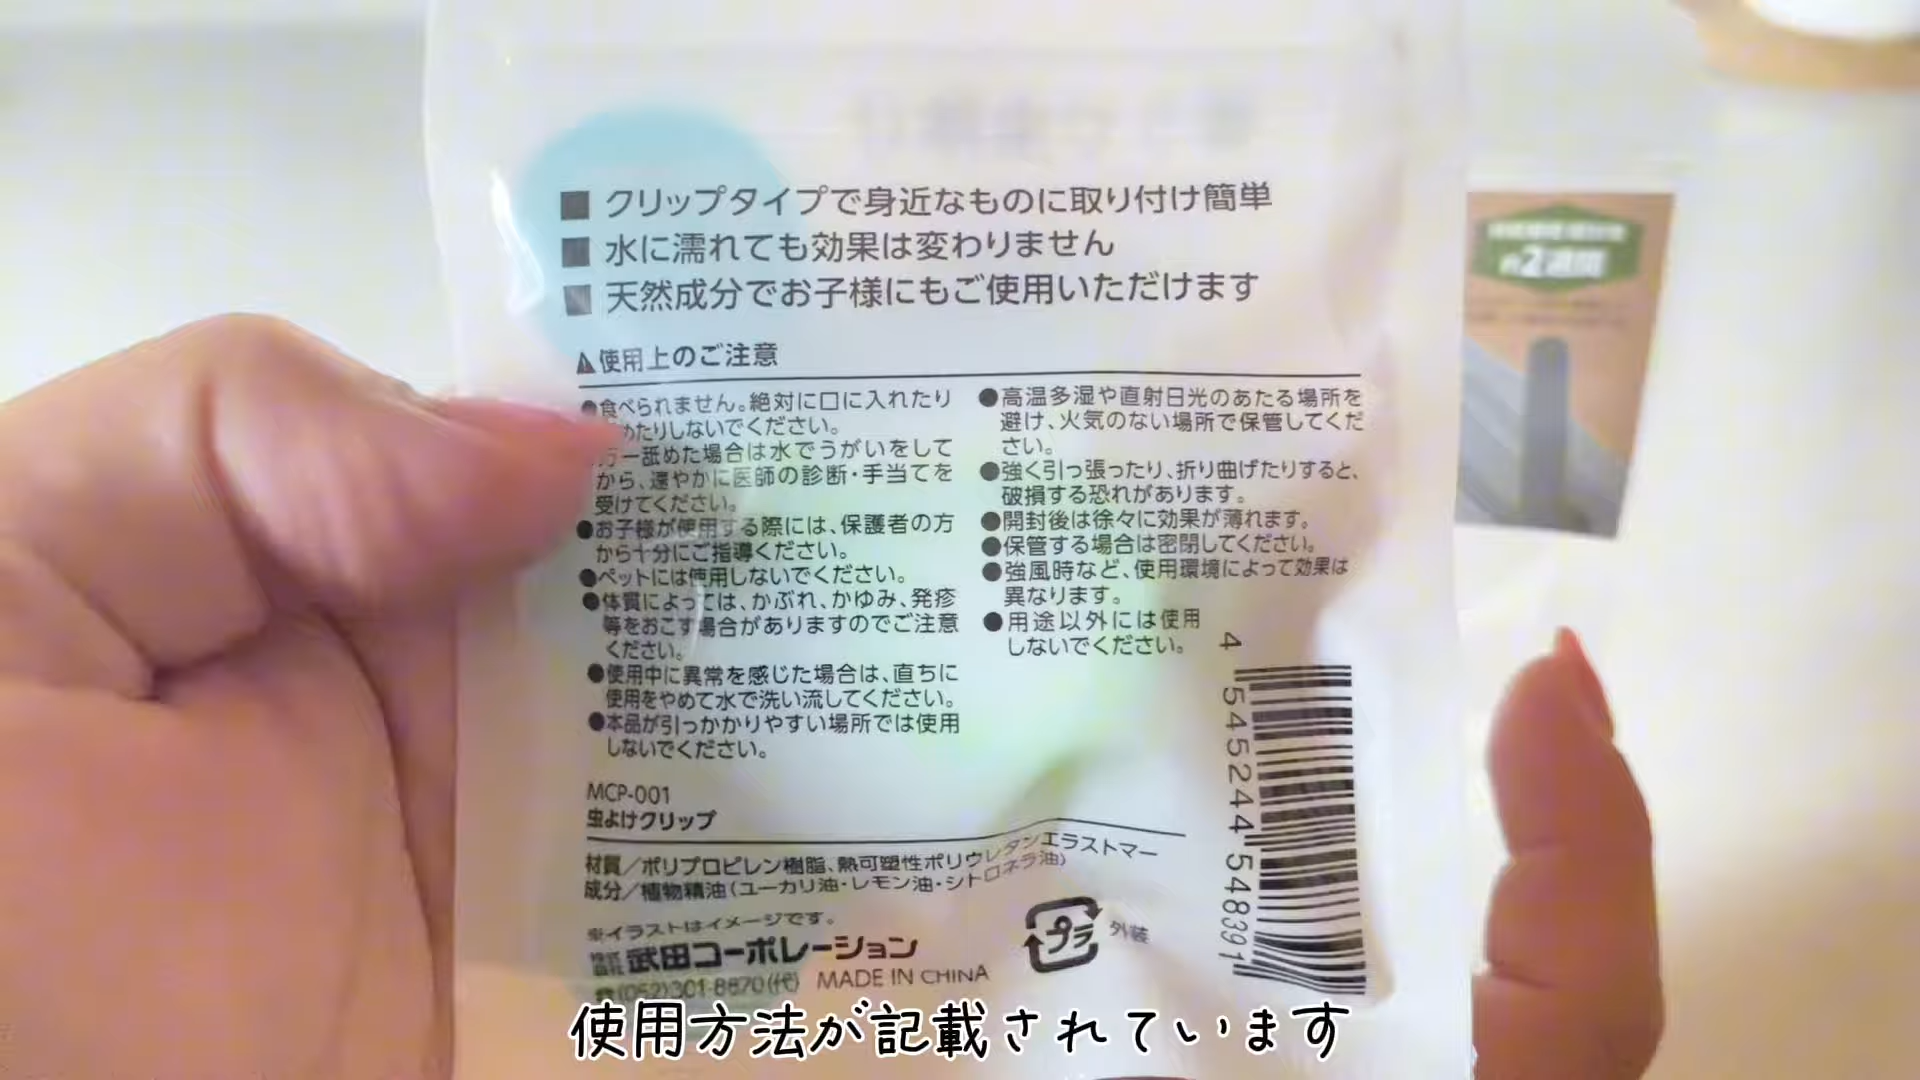 ■ クリップタイプで身近なものに取り付け簡単
■ 水に濡れても効果は変わりません
■ 天然成分でお子様にもご使用いただけます
使用上のご注意
●食べられません。絶対に口に入れたり
めたりしないでください。
万一舐めた場合は水でうがいをして
から、速やかに医師の診断・手当てを
受けてください。
●お子様が使用する際には、保護者の方
から十分にご指導ください。
●ペットには使用しないでください。
●体質によっては、かぶれ、かゆみ、発疹
等をおこす場合がありますのでご注意
ください。
●使用中に異常を感じた場合は、直ちに
使用をやめて水で洗い流してください。
●本品が引っかかりやすい場所では使用
しないでください。
●高温多湿や直射日光のあたる場所を
避け、火気のない場所で保管してくだ
さい。
●強く引っ張ったり、折り曲げたりすると、
破損する恐れがあります。
●開封後は徐々に効果が薄れます。
●保管する場合は密閉してください。
●強風時など、使用環境によって効果は
異なります。
●用途以外には使用
しないでください。
MCP-001
虫よけクリップ
材質／ポリプロピレン樹脂、熱可塑性ポリウレタンエラストマー
成分／植物精油（ユーカリ油・レモン油・シトロネラ油）
※イラストはイメージです。
株式会社 武田コーポレーション
☎(052)301-8870(代) MADE IN CHINA
プラ 外装
4 545244 548391
約2週間
使用方法が記載されています